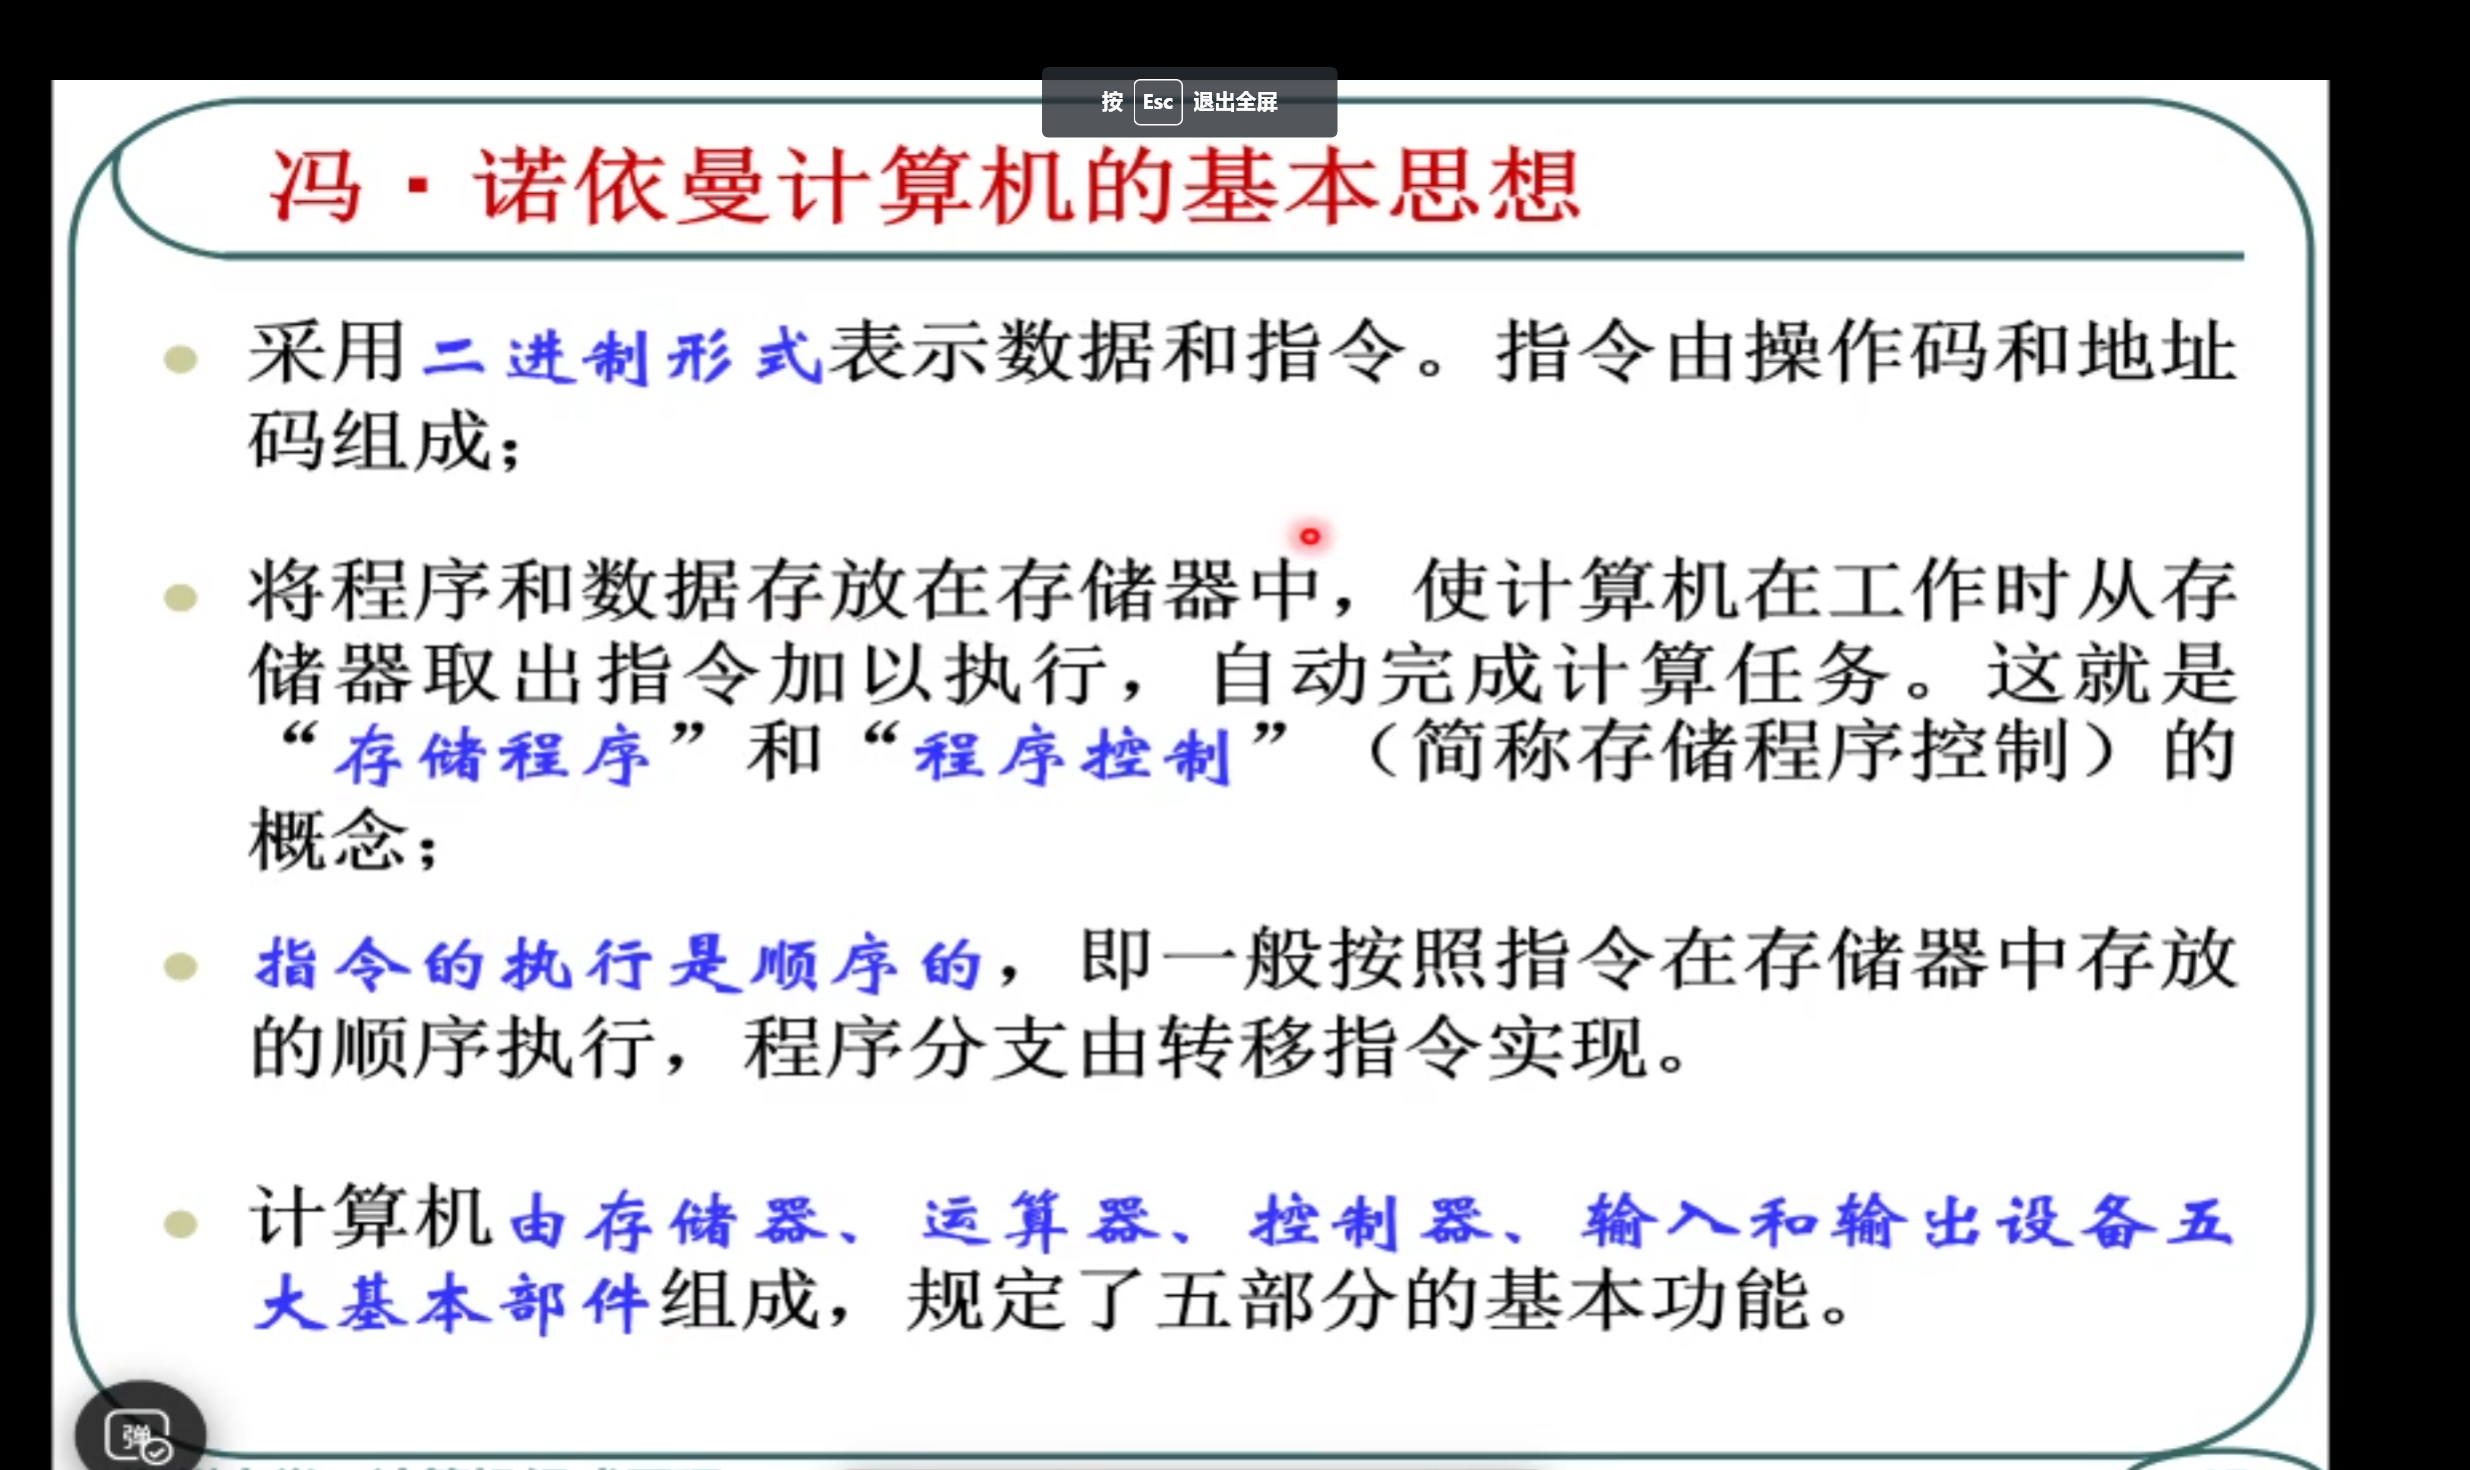 按 Esc 退出全屏
冯·诺依曼计算机的基本思想
采用二进制形式表示数据和指令。指令由操作码和地址
码组成；
将程序和数据存放在存储器中，使计算机在工作时从存
储器取出指令加以执行，自动完成计算任务。这就是
“存储程序”和“程序控制”（简称存储程序控制）的
概念；
指令的执行是顺序的，即一般按照指令在存储器中存放
的顺序执行，程序分支由转移指令实现。
计算机由存储器、运算器、控制器、输入和输出设备五
大基本部件组成，规定了五部分的基本功能。
弹